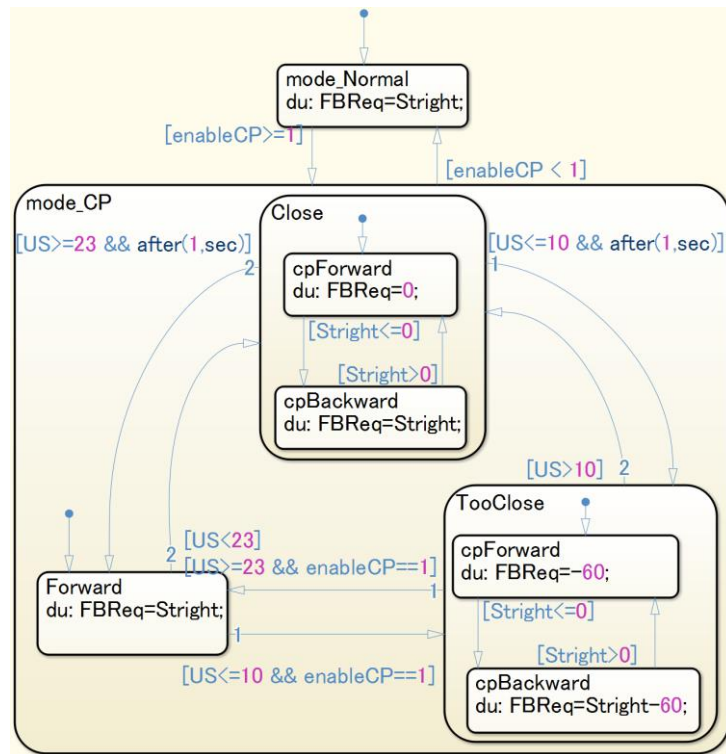 mode_Normal
du: FBReq=Stright;
[enableCP>=1]
[enableCP < 1]
mode_CP
Close
[US>=23 && after(1,sec)]
2
[US<=10 && after(1,sec)]
1
cpForward
du: FBReq=0;
[Stright<=0]
[Stright>0]
cpBackward
du: FBReq=Stright;
[US>10]
2
TooClose
[US<23]
2
[US>=23 && enableCP==1]
1
cpForward
du: FBReq=-60;
Forward
du: FBReq=Stright;
1
[Stright<=0]
[Stright>0]
[US<=10 && enableCP==1]
cpBackward
du: FBReq=Stright-60;